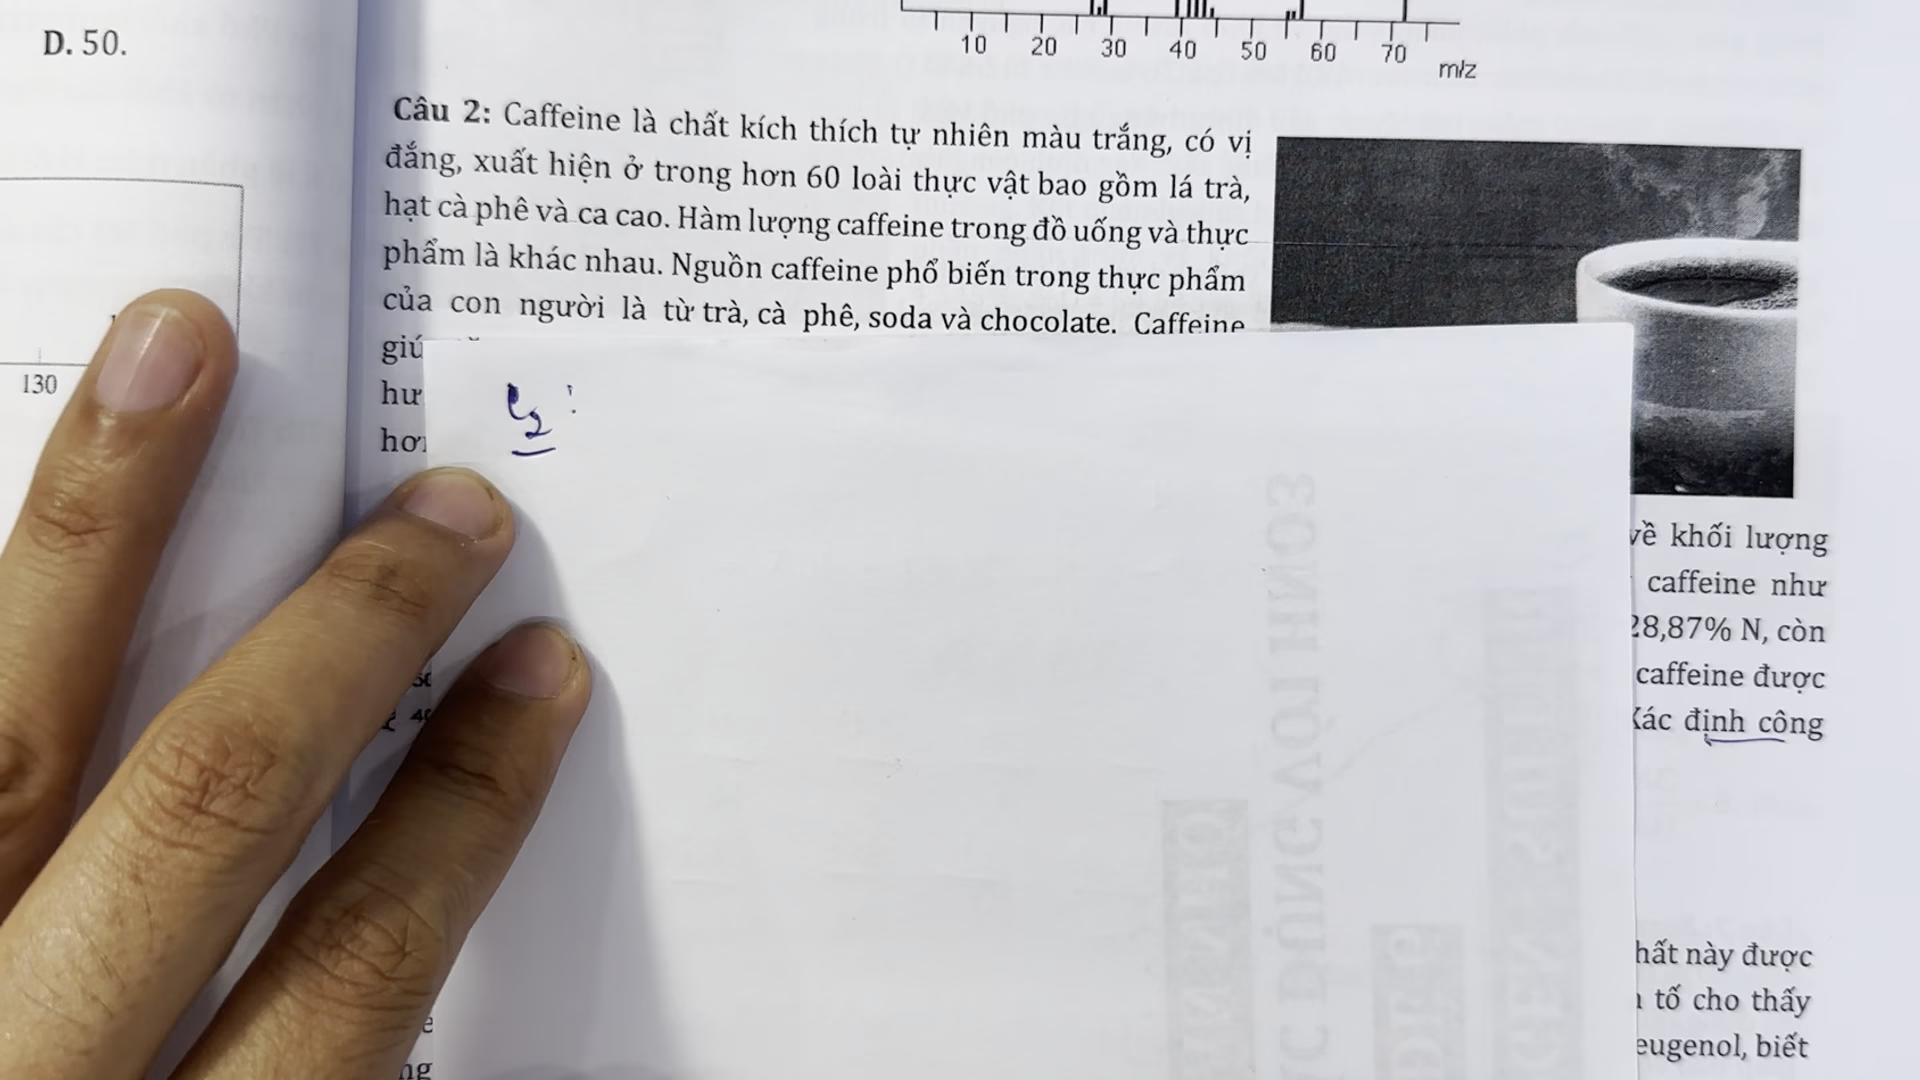 D. 50.
130
10 20 30 40 50 60 70 m/z
Câu 2: Caffeine là chất kích thích tự nhiên màu trắng, có vị
đắng, xuất hiện ở trong hơn 60 loài thực vật bao gồm lá trà,
hạt cà phê và ca cao. Hàm lượng caffeine trong đồ uống và thực
phẩm là khác nhau. Nguồn caffeine phổ biến trong thực phẩm
của con người là từ trà, cà phê, soda và chocolate. Caffeine
về khối lượng
caffeine như
28,87% N, còn
caffeine được
Xác định công
này được
tố cho thấy
eugenol, biết